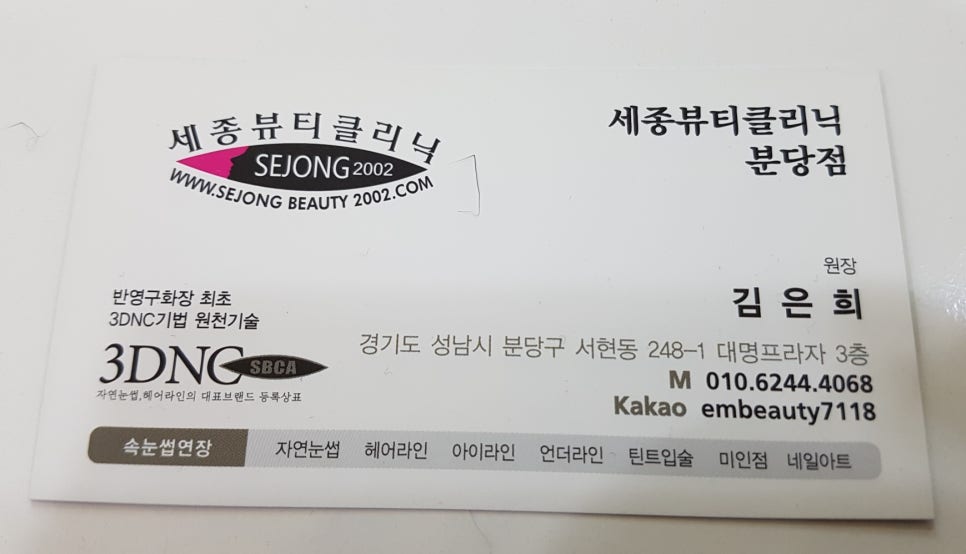 세종뷰티클리닉
SEJONG 2002
WWW.SEJONG BEAUTY 2002.COM
세종뷰티클리닉
분당점
원장
김은희
반영구화장 최초
3DNC기법 원천기술
3DNC SBCA
자연눈썹,헤어라인의 대표브랜드 등록상표
경기도 성남시 분당구 서현동 248-1 대명프라자 3층
M 010.6244.4068
Kakao embeauty7118
속눈썹연장 자연눈썹 헤어라인 아이라인 언더라인 틴트입술 미인점 네일아트